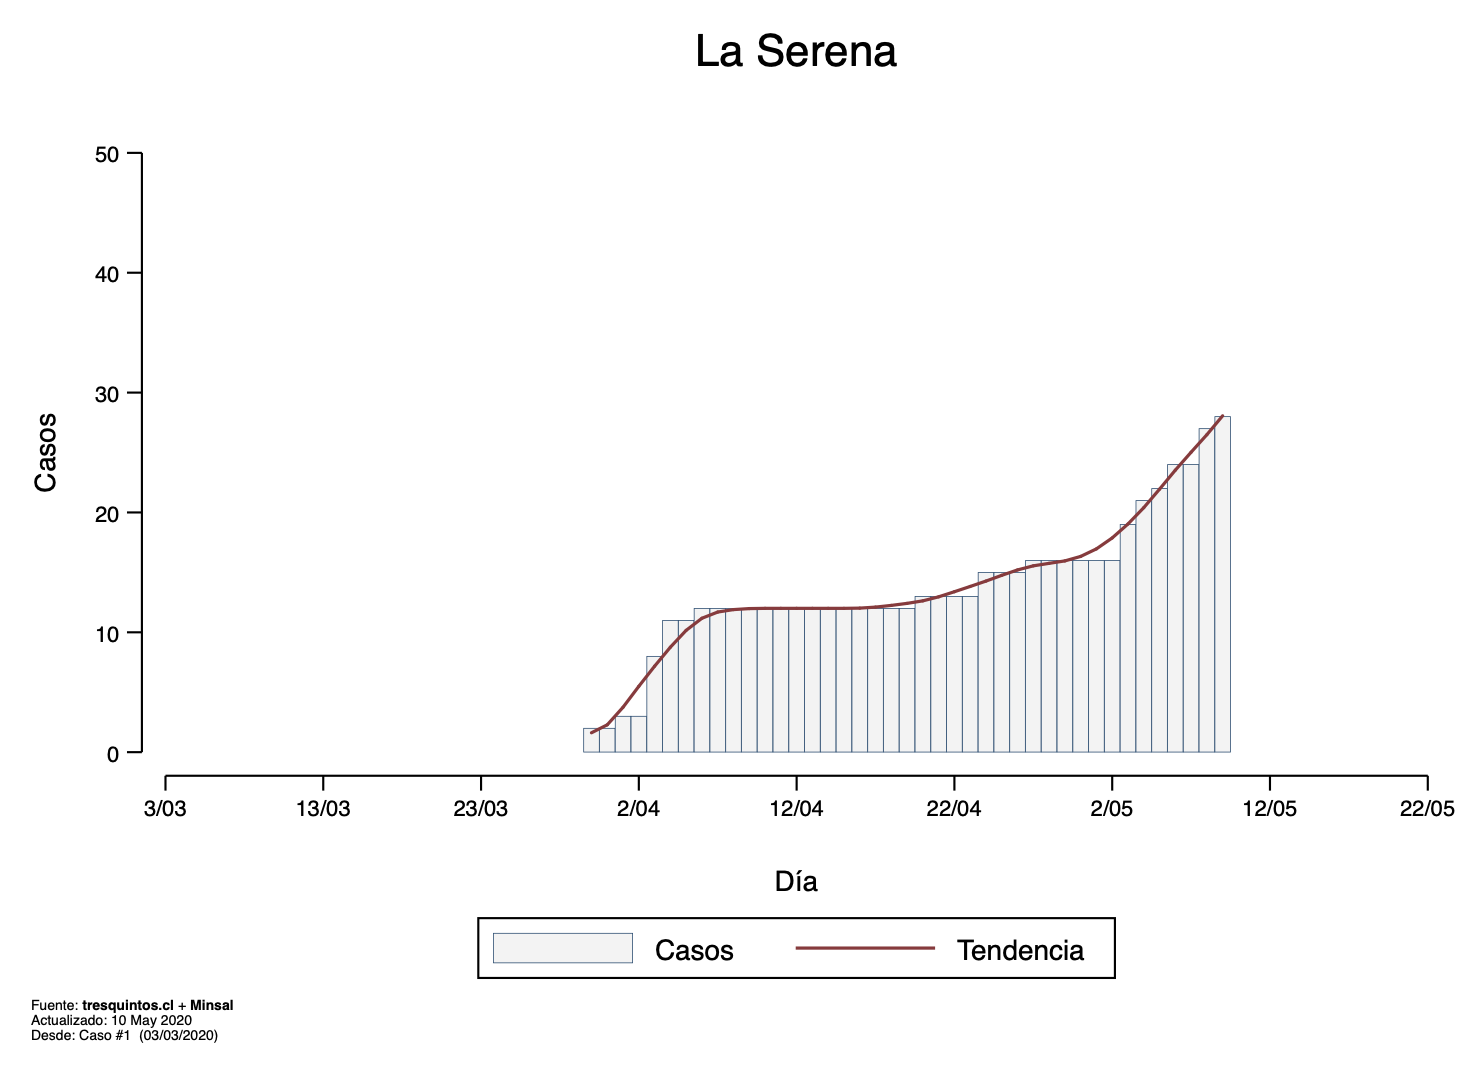 La Serena
50
40
30
20
10
0
Casos
3/03 13/03 23/03 2/04 12/04 22/04 2/05 12/05 22/05
Día
Casos Tendencia
Fuente: tresquintos.cl + Minsal
Actualizado: 10 May 2020
Desde: Caso #1 (03/03/2020)